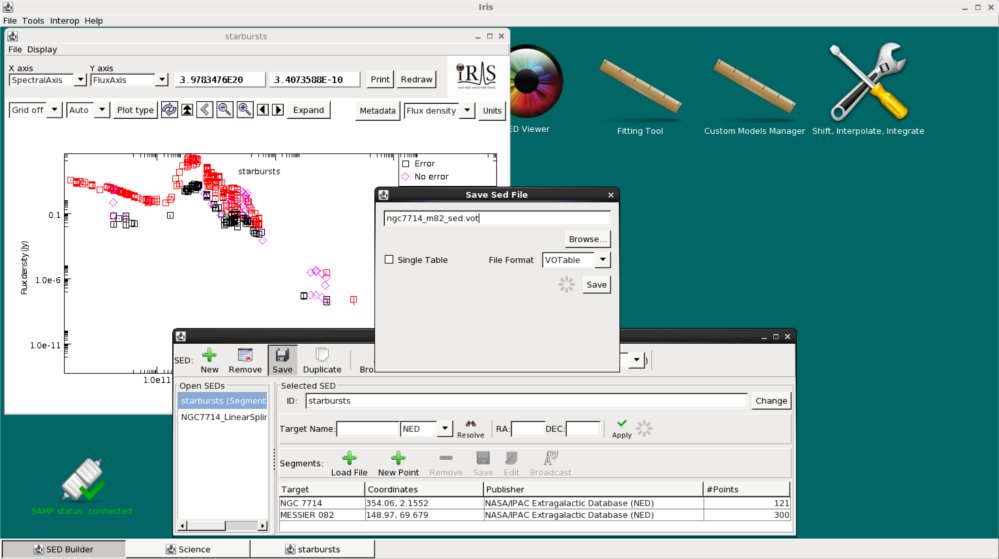 Iris
File Tools Interop Help
starbursts
File Display
X axis
Y axis
SpectralAxis
FluxAxis
3.9783476E20
3.4073588E-10
Print
Redraw
IRIS
Grid off
Auto
Plot type
Expand
Metadata
Flux density
Units
starbursts
Error
No error
0.1
1.0e-6
1.0e-11
Flux density (Jy)
1.0e11
ED Viewer
Fitting Tool
Custom Models Manager
Shift, Interpolate, Integrate
Save Sed File
ngc7714_m82_sed.vot
Browse...
Single Table
File Format
VOTable
Save
SED:
New
Remove
Save
Duplicate
Bro
Open SEDs
starbursts (Segment
NGC7714_LinearSplin
Selected SED
ID:
starbursts
Change
Target Name:
NED
Resolve
RA:
DEC:
Apply
Segments:
Load File
New Point
Remove
Save
Edit
Broadcast
Target Coordinates Publisher #Points
NGC 7714 354.06, 2.1552 NASA/IPAC Extragalactic Database (NED) 121
MESSIER 082 148.97, 69.679 NASA/IPAC Extragalactic Database (NED) 300
SAMP status: connected
SED Builder
Science
starbursts